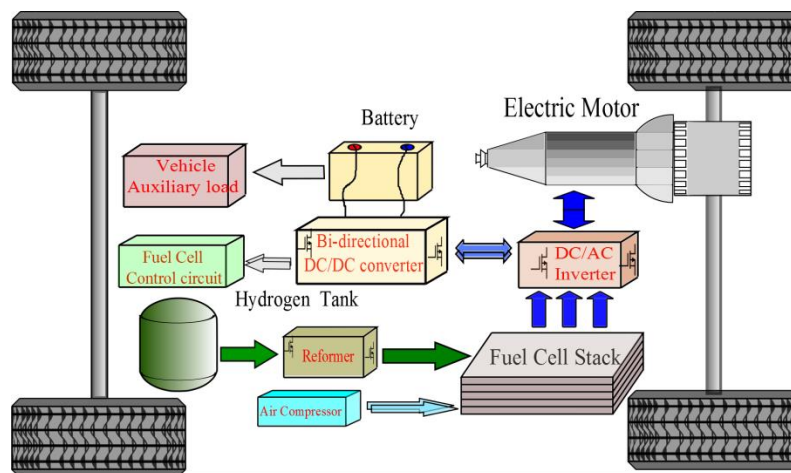 Electric Motor
Battery
Vehicle
Auxiliary load
Bi-directional
DC/DC converter
DC/AC
Inverter
Fuel Cell
Control circuit
Hydrogen Tank
Reformer
Fuel Cell Stack
Air Compressor